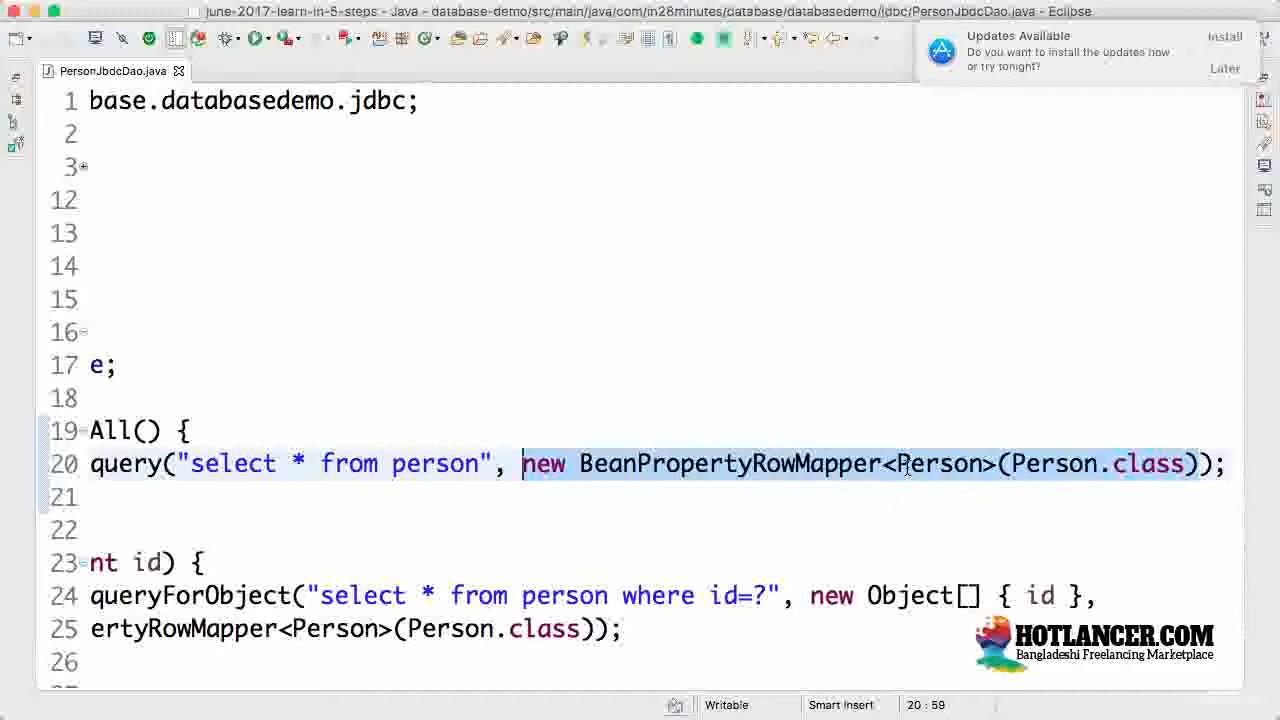 june-2017-learn-in-5-steps - Java - database-demo/src/main/java/com/in28minutes/database/databasedemo/jdbc/PersonJbdcDao.java - Eclipse
Updates Available
Do you want to install the updates now
or try tonight?
Install
Later
PersonJbdcDao.java
1 base.databasedemo.jdbc;
2
3
12
13
14
15
16
17 e;
18
19 All() {
20 query("select * from person", new BeanPropertyRowMapper<Person>(Person.class));
21
22
23 nt id) {
24 queryForObject("select * from person where id=?", new Object[] { id },
25 ertyRowMapper<Person>(Person.class));
26
HOTLANCER.COM
Bangladeshi Freelancing Marketplace
Writable
Smart Insert
20 : 59